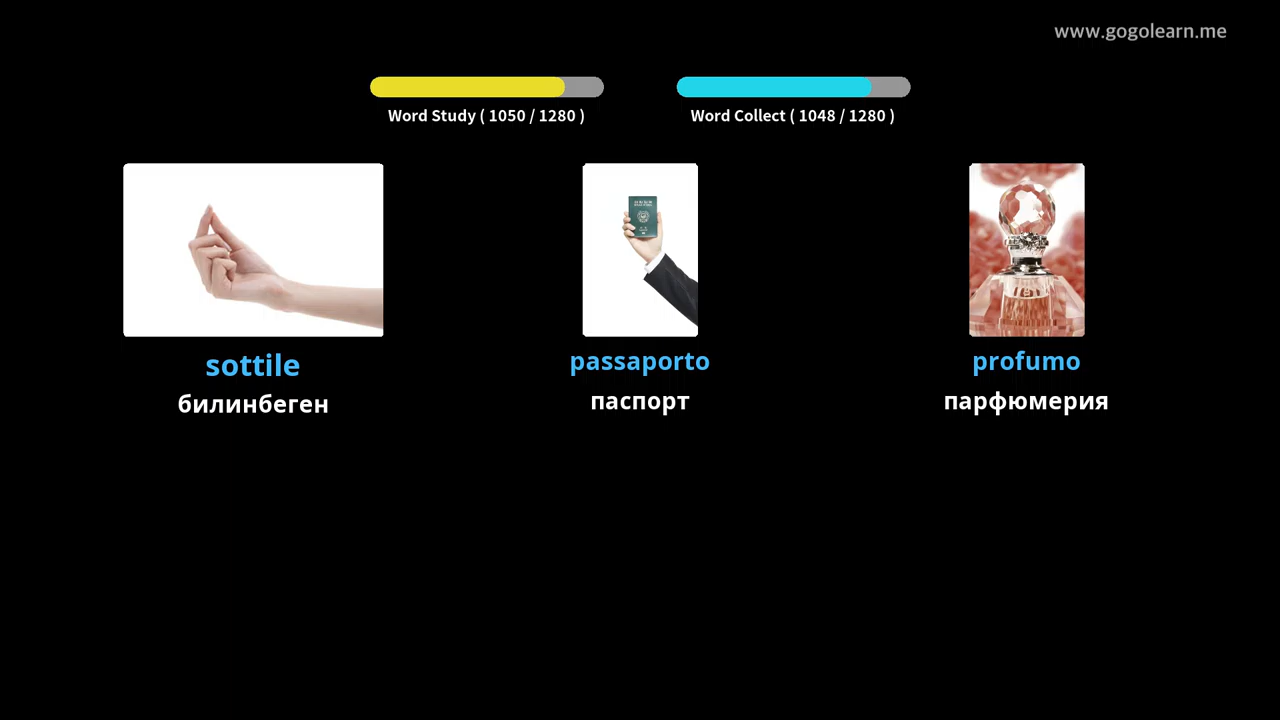 www.gogolearn.me
Word Study ( 1050 / 1280 )
Word Collect ( 1048 / 1280 )
sottile
passaporto
profumo
билинбеген
паспорт
парфюмерия